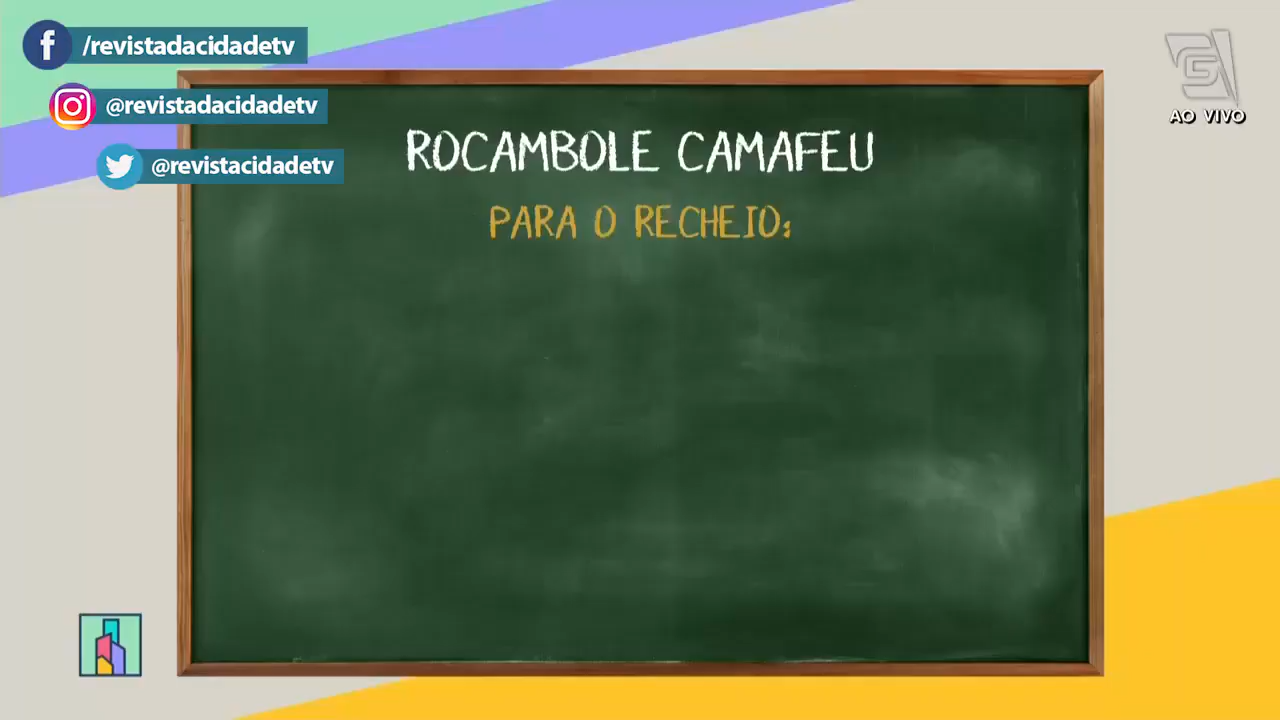 /revistadacidadetv
@revistadacidadetv
@revistacidadetv
AO VIVO
ROCAMBOLE CAMAFEU
PARA O RECHEIO: